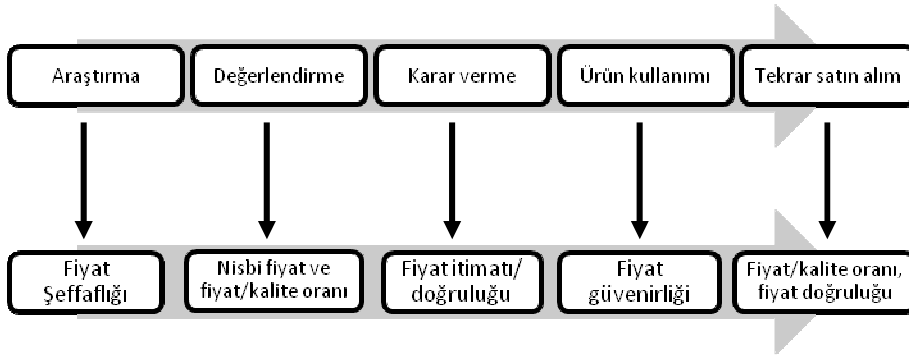 Araştırma
Değerlendirme
Karar verme
Ürün kullanımı
Tekrar satın alım
Fiyat
Şeffaflığı
Nisbi fiyat ve
fiyat/kalite oranı
Fiyat itimatı/
doğruluğu
Fiyat
güvenirliği
Fiyat/kalite oranı,
fiyat doğruluğu